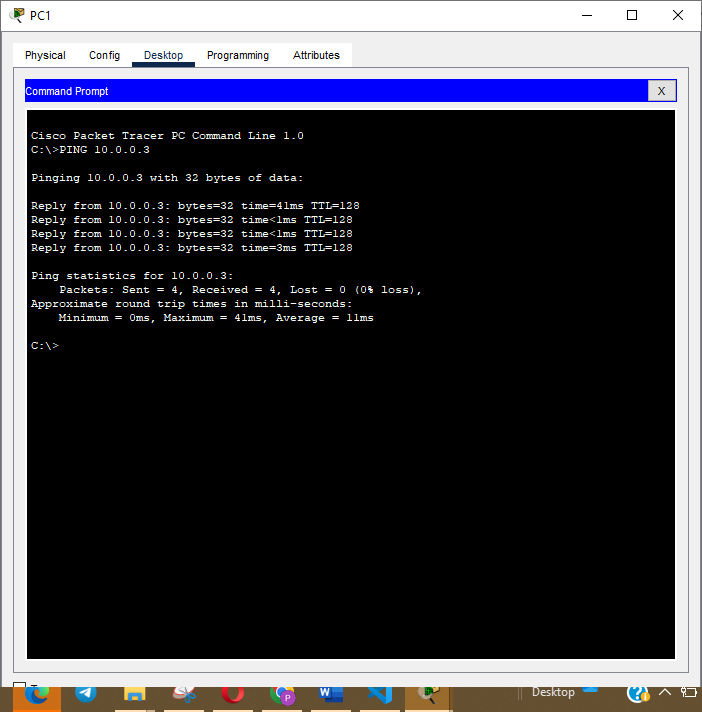 PC1
Physical Config Desktop Programming Attributes
Command Prompt X
Cisco Packet Tracer PC Command Line 1.0
C:\>PING 10.0.0.3
Pinging 10.0.0.3 with 32 bytes of data:
Reply from 10.0.0.3: bytes=32 time=41ms TTL=128
Reply from 10.0.0.3: bytes=32 time<1ms TTL=128
Reply from 10.0.0.3: bytes=32 time<1ms TTL=128
Reply from 10.0.0.3: bytes=32 time=3ms TTL=128
Ping statistics for 10.0.0.3:
Packets: Sent = 4, Received = 4, Lost = 0 (0% loss),
Approximate round trip times in milli-seconds:
Minimum = 0ms, Maximum = 41ms, Average = 11ms
C:\>
Desktop